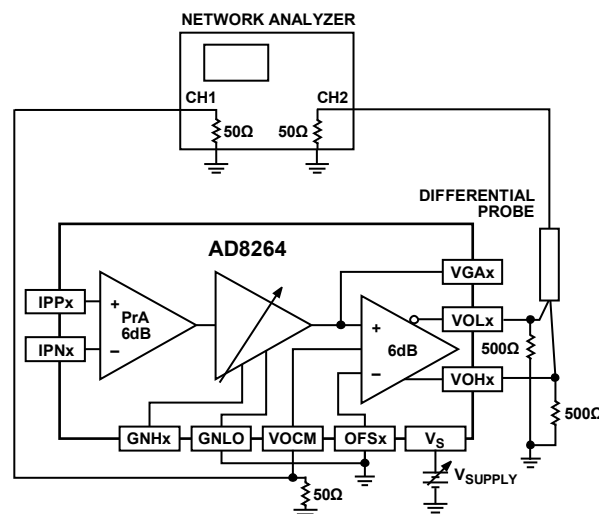 NETWORK ANALYZER
CH1
CH2
50Ω
50Ω
DIFFERENTIAL
PROBE
AD8264
VGAx
IPPx
+
PrA
6dB
–
IPNx
+
6dB
–
VOLx
500Ω
VOHx
500Ω
GNHx
GNLO
VOCM
OFSx
VS
50Ω
VSUPPLY